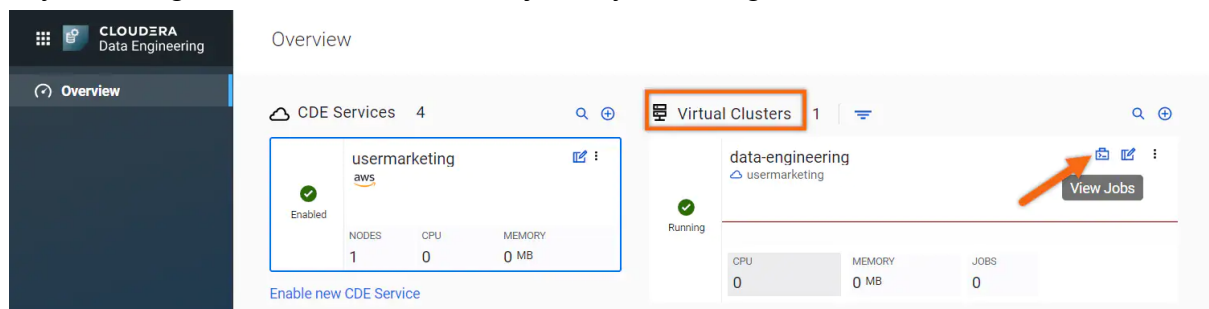 CLOUDERA
Data Engineering
Overview
Overview
CDE Services 4
Virtual Clusters 1
usermarketing
aws
Enabled
NODES CPU MEMORY
1 0 0 MB
Enable new CDE Service
data-engineering
usermarketing
View Jobs
Running
CPU MEMORY JOBS
0 0 MB 0